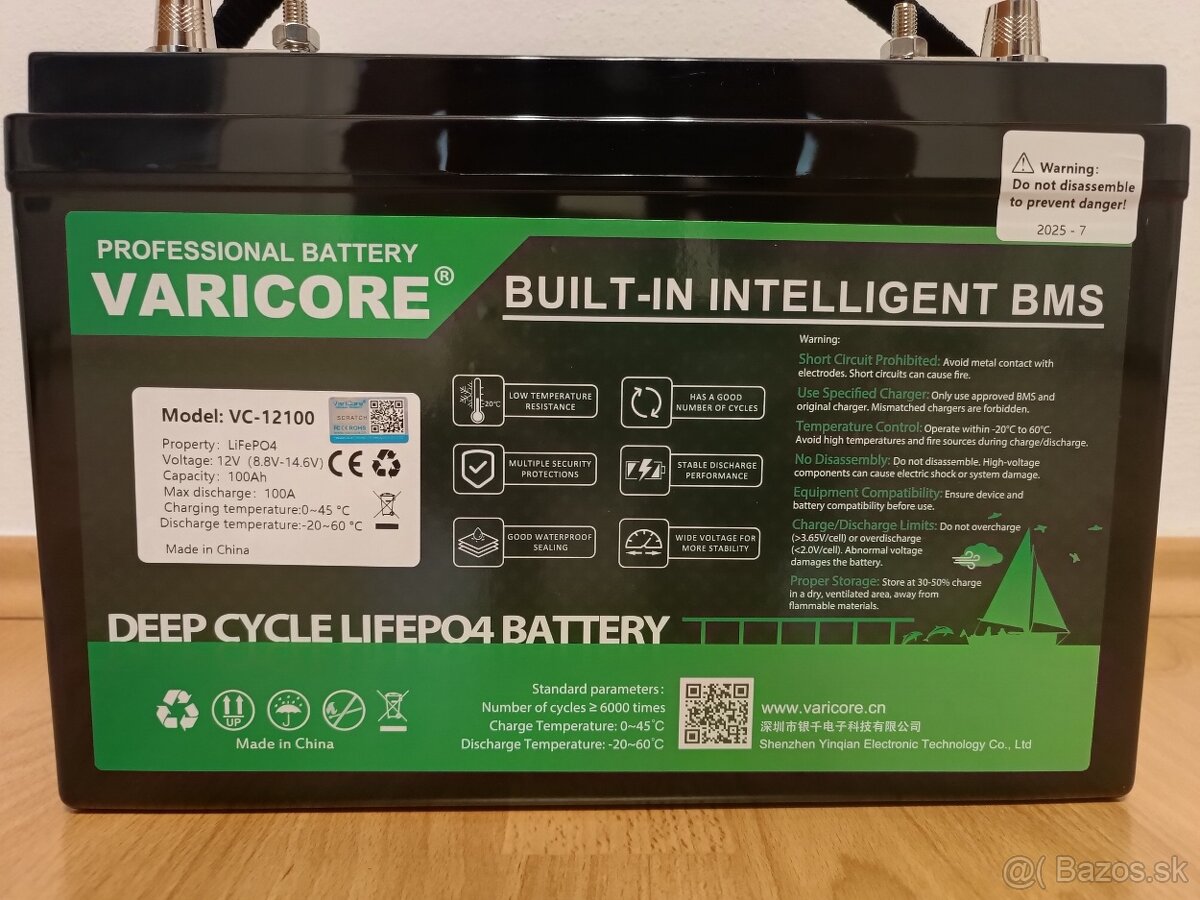 Warning:
Do not disassemble
to prevent danger!
2025 - 7
PROFESSIONAL BATTERY
VARICORE®
BUILT-IN INTELLIGENT BMS
Model: VC-12100
VariCore
SCRATCH
FC CE ROHS
Property: LiFePO4
Voltage: 12V (8.8V-14.6V)
Capacity: 100Ah
Max discharge: 100A
Charging temperature:0~45 °C
Discharge temperature:-20~60 °C
Made in China
CE
-20°C
LOW TEMPERATURE
RESISTANCE
HAS A GOOD
NUMBER OF CYCLES
MULTIPLE SECURITY
PROTECTIONS
STABLE DISCHARGE
PERFORMANCE
GOOD WATERPROOF
SEALING
WIDE VOLTAGE FOR
MORE STABILITY
Warning:
Short Circuit Prohibited: Avoid metal contact with
electrodes. Short circuits can cause fire.
Use Specified Charger: Only use approved BMS and
original charger. Mismatched chargers are forbidden.
Temperature Control: Operate within -20°C to 60°C.
Avoid high temperatures and fire sources during charge/discharge.
No Disassembly: Do not disassemble. High-voltage
components can cause electric shock or system damage.
Equipment Compatibility: Ensure device and
battery compatibility before use.
Charge/Discharge Limits: Do not overcharge
(>3.65V/cell) or overdischarge
(<2.0V/cell). Abnormal voltage
damages the battery.
Proper Storage: Store at 30-50% charge
in a dry, ventilated area, away from
flammable materials.
DEEP CYCLE LIFEPO4 BATTERY
UP
Made in China
Standard parameters:
Number of cycles ≥ 6000 times
Charge Temperature: 0~45°C
Discharge Temperature: -20~60°C
www.varicore.cn
深圳市银千电子科技有限公司
Shenzhen Yinqian Electronic Technology Co., Ltd
@( Bazos.sk